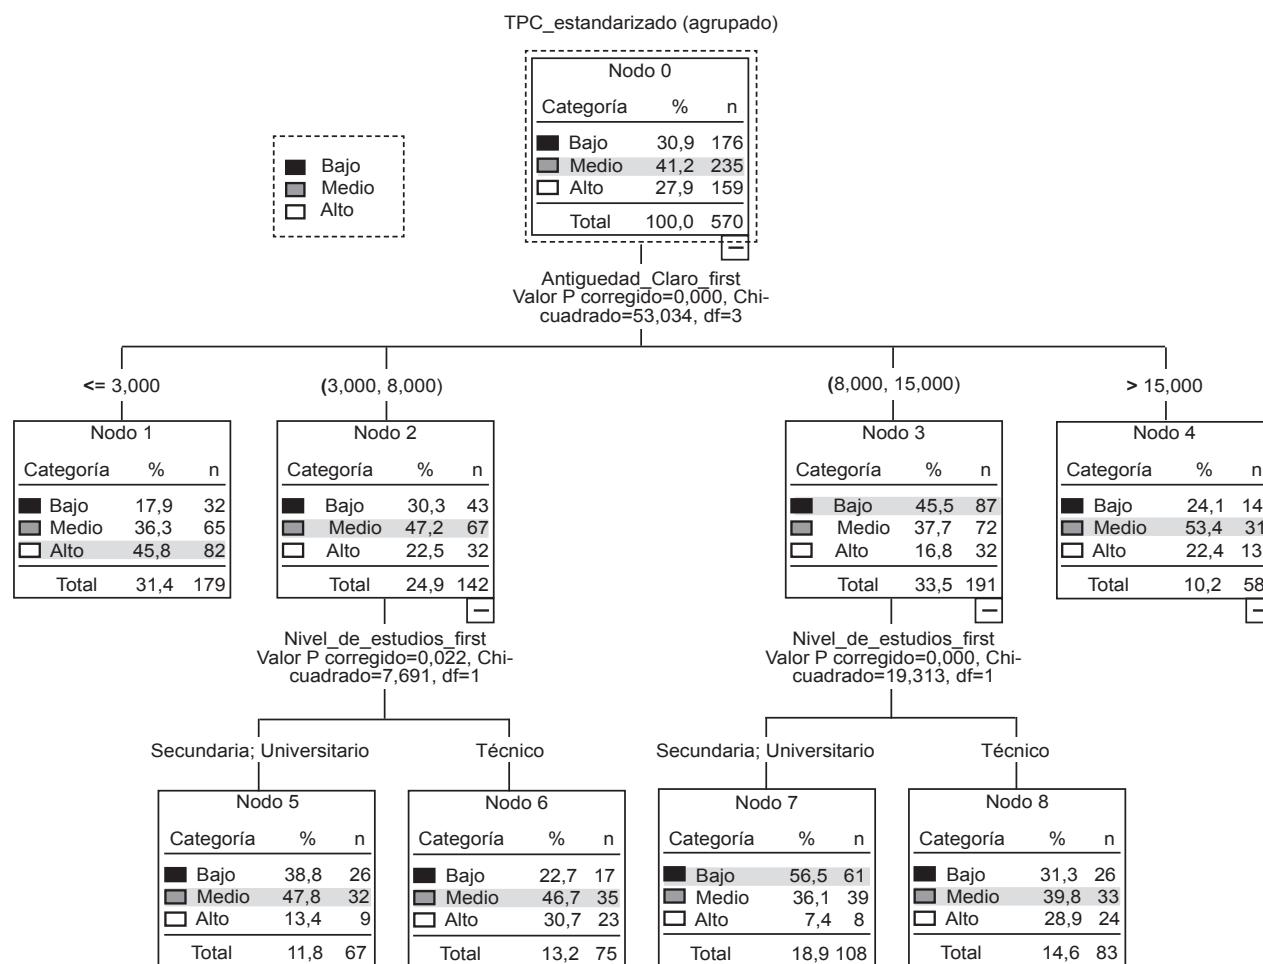 TPC_estandarizado (agrupado)
Nodo 0
Categoría % n
Bajo 30,9 176
Medio 41,2 235
Alto 27,9 159
Total 100,0 570
Bajo
Medio
Alto
Antiguedad_Claro_first
Valor P corregido=0,000, Chi-
cuadrado=53,034, df=3
<= 3,000
(3,000, 8,000)
(8,000, 15,000)
> 15,000
Nodo 1
Categoría % n
Bajo 17,9 32
Medio 36,3 65
Alto 45,8 82
Total 31,4 179
Nodo 2
Categoría % n
Bajo 30,3 43
Medio 47,2 67
Alto 22,5 32
Total 24,9 142
Nodo 3
Categoría % n
Bajo 45,5 87
Medio 37,7 72
Alto 16,8 32
Total 33,5 191
Nodo 4
Categoría % n
Bajo 24,1 14
Medio 53,4 31
Alto 22,4 13
Total 10,2 58
Nivel_de_estudios_first
Valor P corregido=0,022, Chi-
cuadrado=7,691, df=1
Nivel_de_estudios_first
Valor P corregido=0,000, Chi-
cuadrado=19,313, df=1
Secundaria; Universitario
Técnico
Secundaria; Universitario
Técnico
Nodo 5
Categoría % n
Bajo 38,8 26
Medio 47,8 32
Alto 13,4 9
Total 11,8 67
Nodo 6
Categoría % n
Bajo 22,7 17
Medio 46,7 35
Alto 30,7 23
Total 13,2 75
Nodo 7
Categoría % n
Bajo 56,5 61
Medio 36,1 39
Alto 7,4 8
Total 18,9 108
Nodo 8
Categoría % n
Bajo 31,3 26
Medio 39,8 33
Alto 28,9 24
Total 14,6 83